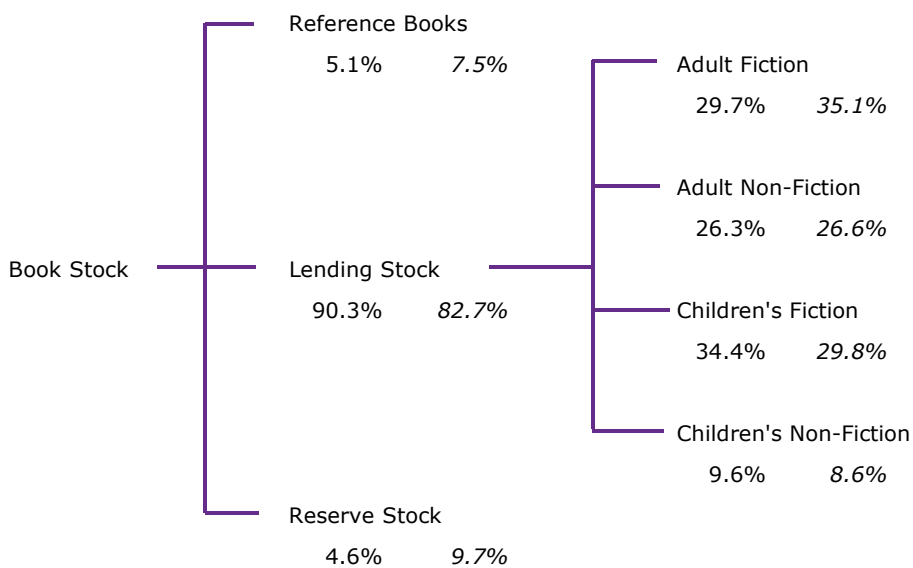 Reference Books
5.1% 7.5%
Adult Fiction
29.7% 35.1%
Adult Non-Fiction
26.3% 26.6%
Book Stock
Lending Stock
90.3% 82.7%
Children's Fiction
34.4% 29.8%
Children's Non-Fiction
9.6% 8.6%
Reserve Stock
4.6% 9.7%